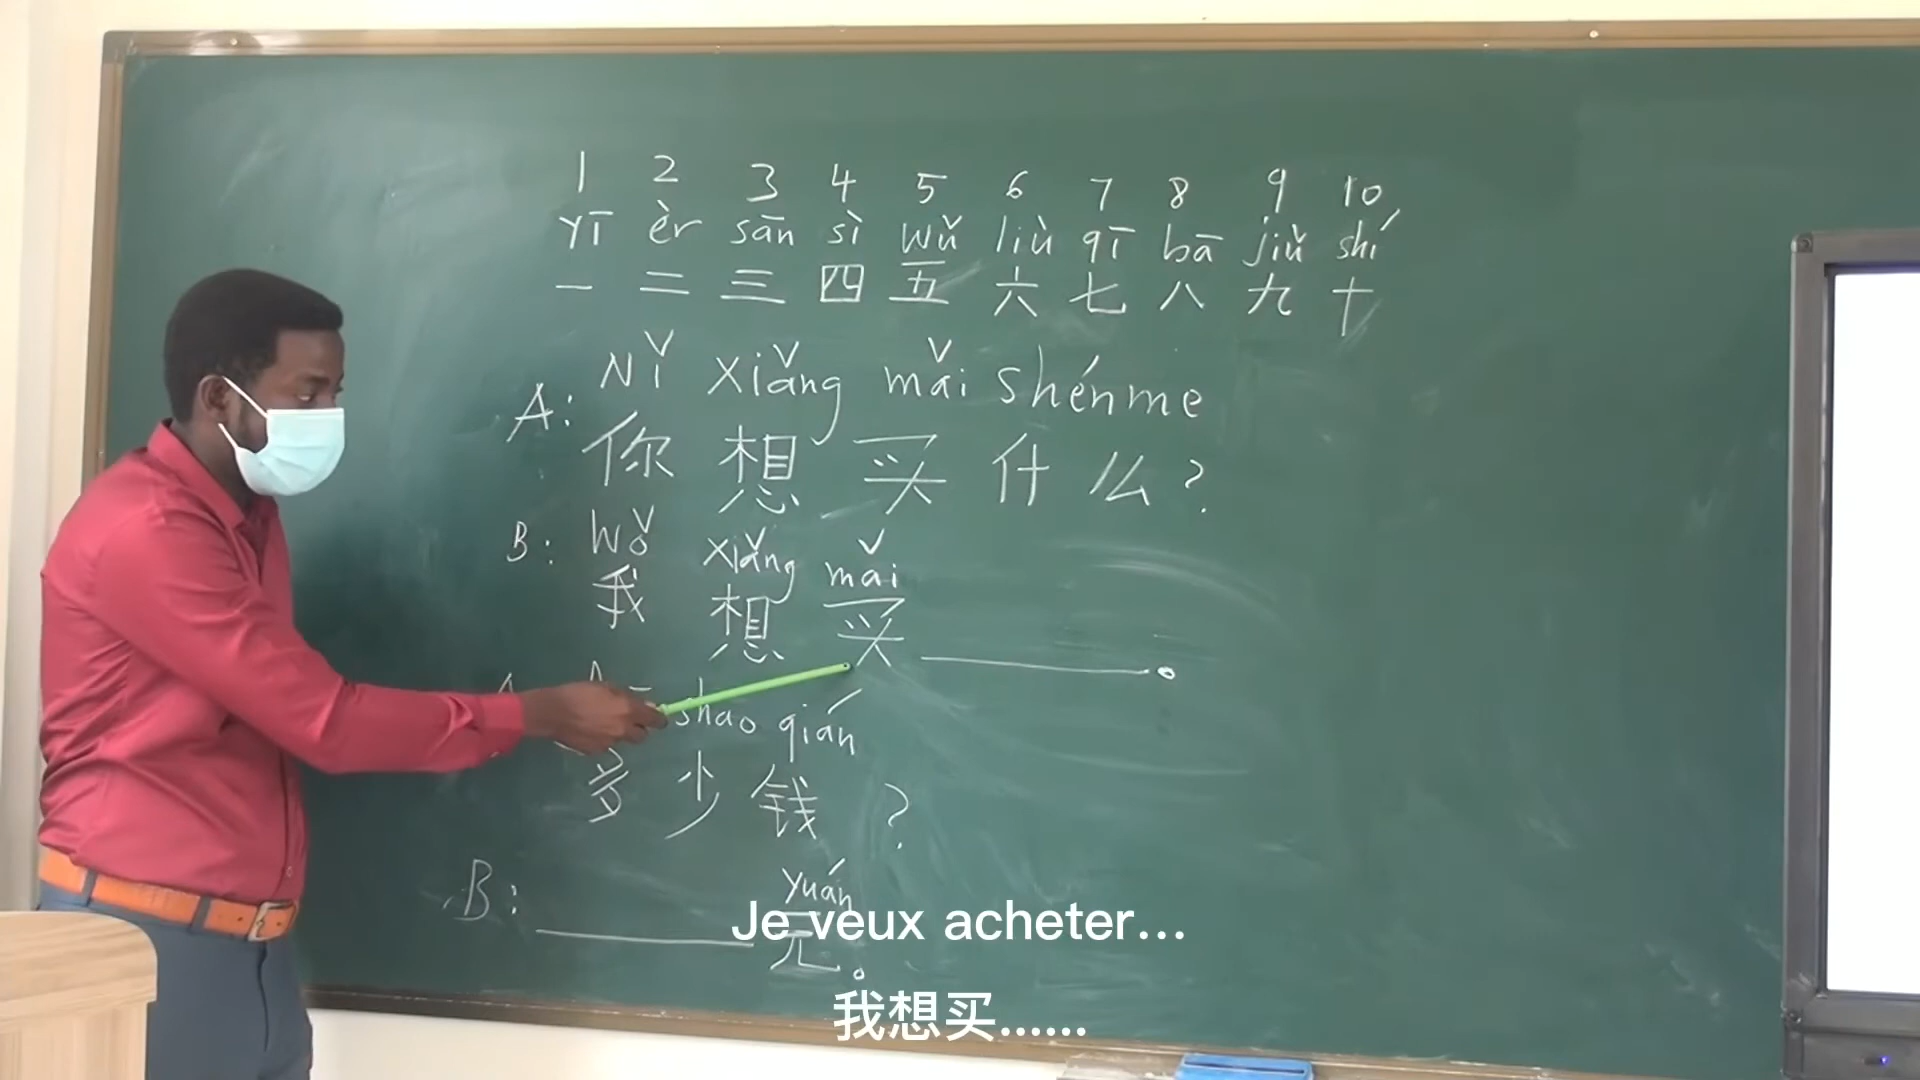 1 2 3 4 5 6 7 8 9 10
yī èr sān sì wǔ liù qī bā jiǔ shí
一 二 三 四 五 六 七 八 九 十
Nǐ xiǎng mǎi shénme
A: 你 想 买 什 么?
B: wǒ xiǎng mǎi
我 想 买 ______。
shao qián
多 少 钱 ?
yuán
B: ______ 元。
Je veux acheter...
我想买......